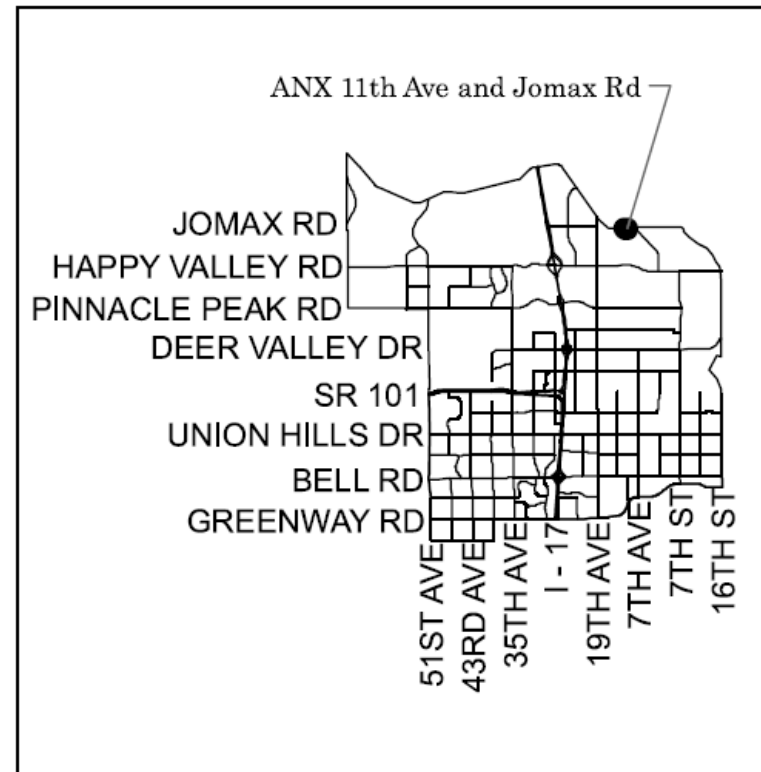 ANX 11th Ave and Jomax Rd
JOMAX RD
HAPPY VALLEY RD
PINNACLE PEAK RD
DEER VALLEY DR
SR 101
UNION HILLS DR
BELL RD
GREENWAY RD
51ST AVE
43RD AVE
35TH AVE
I - 17
19TH AVE
7TH AVE
7TH ST
16TH ST